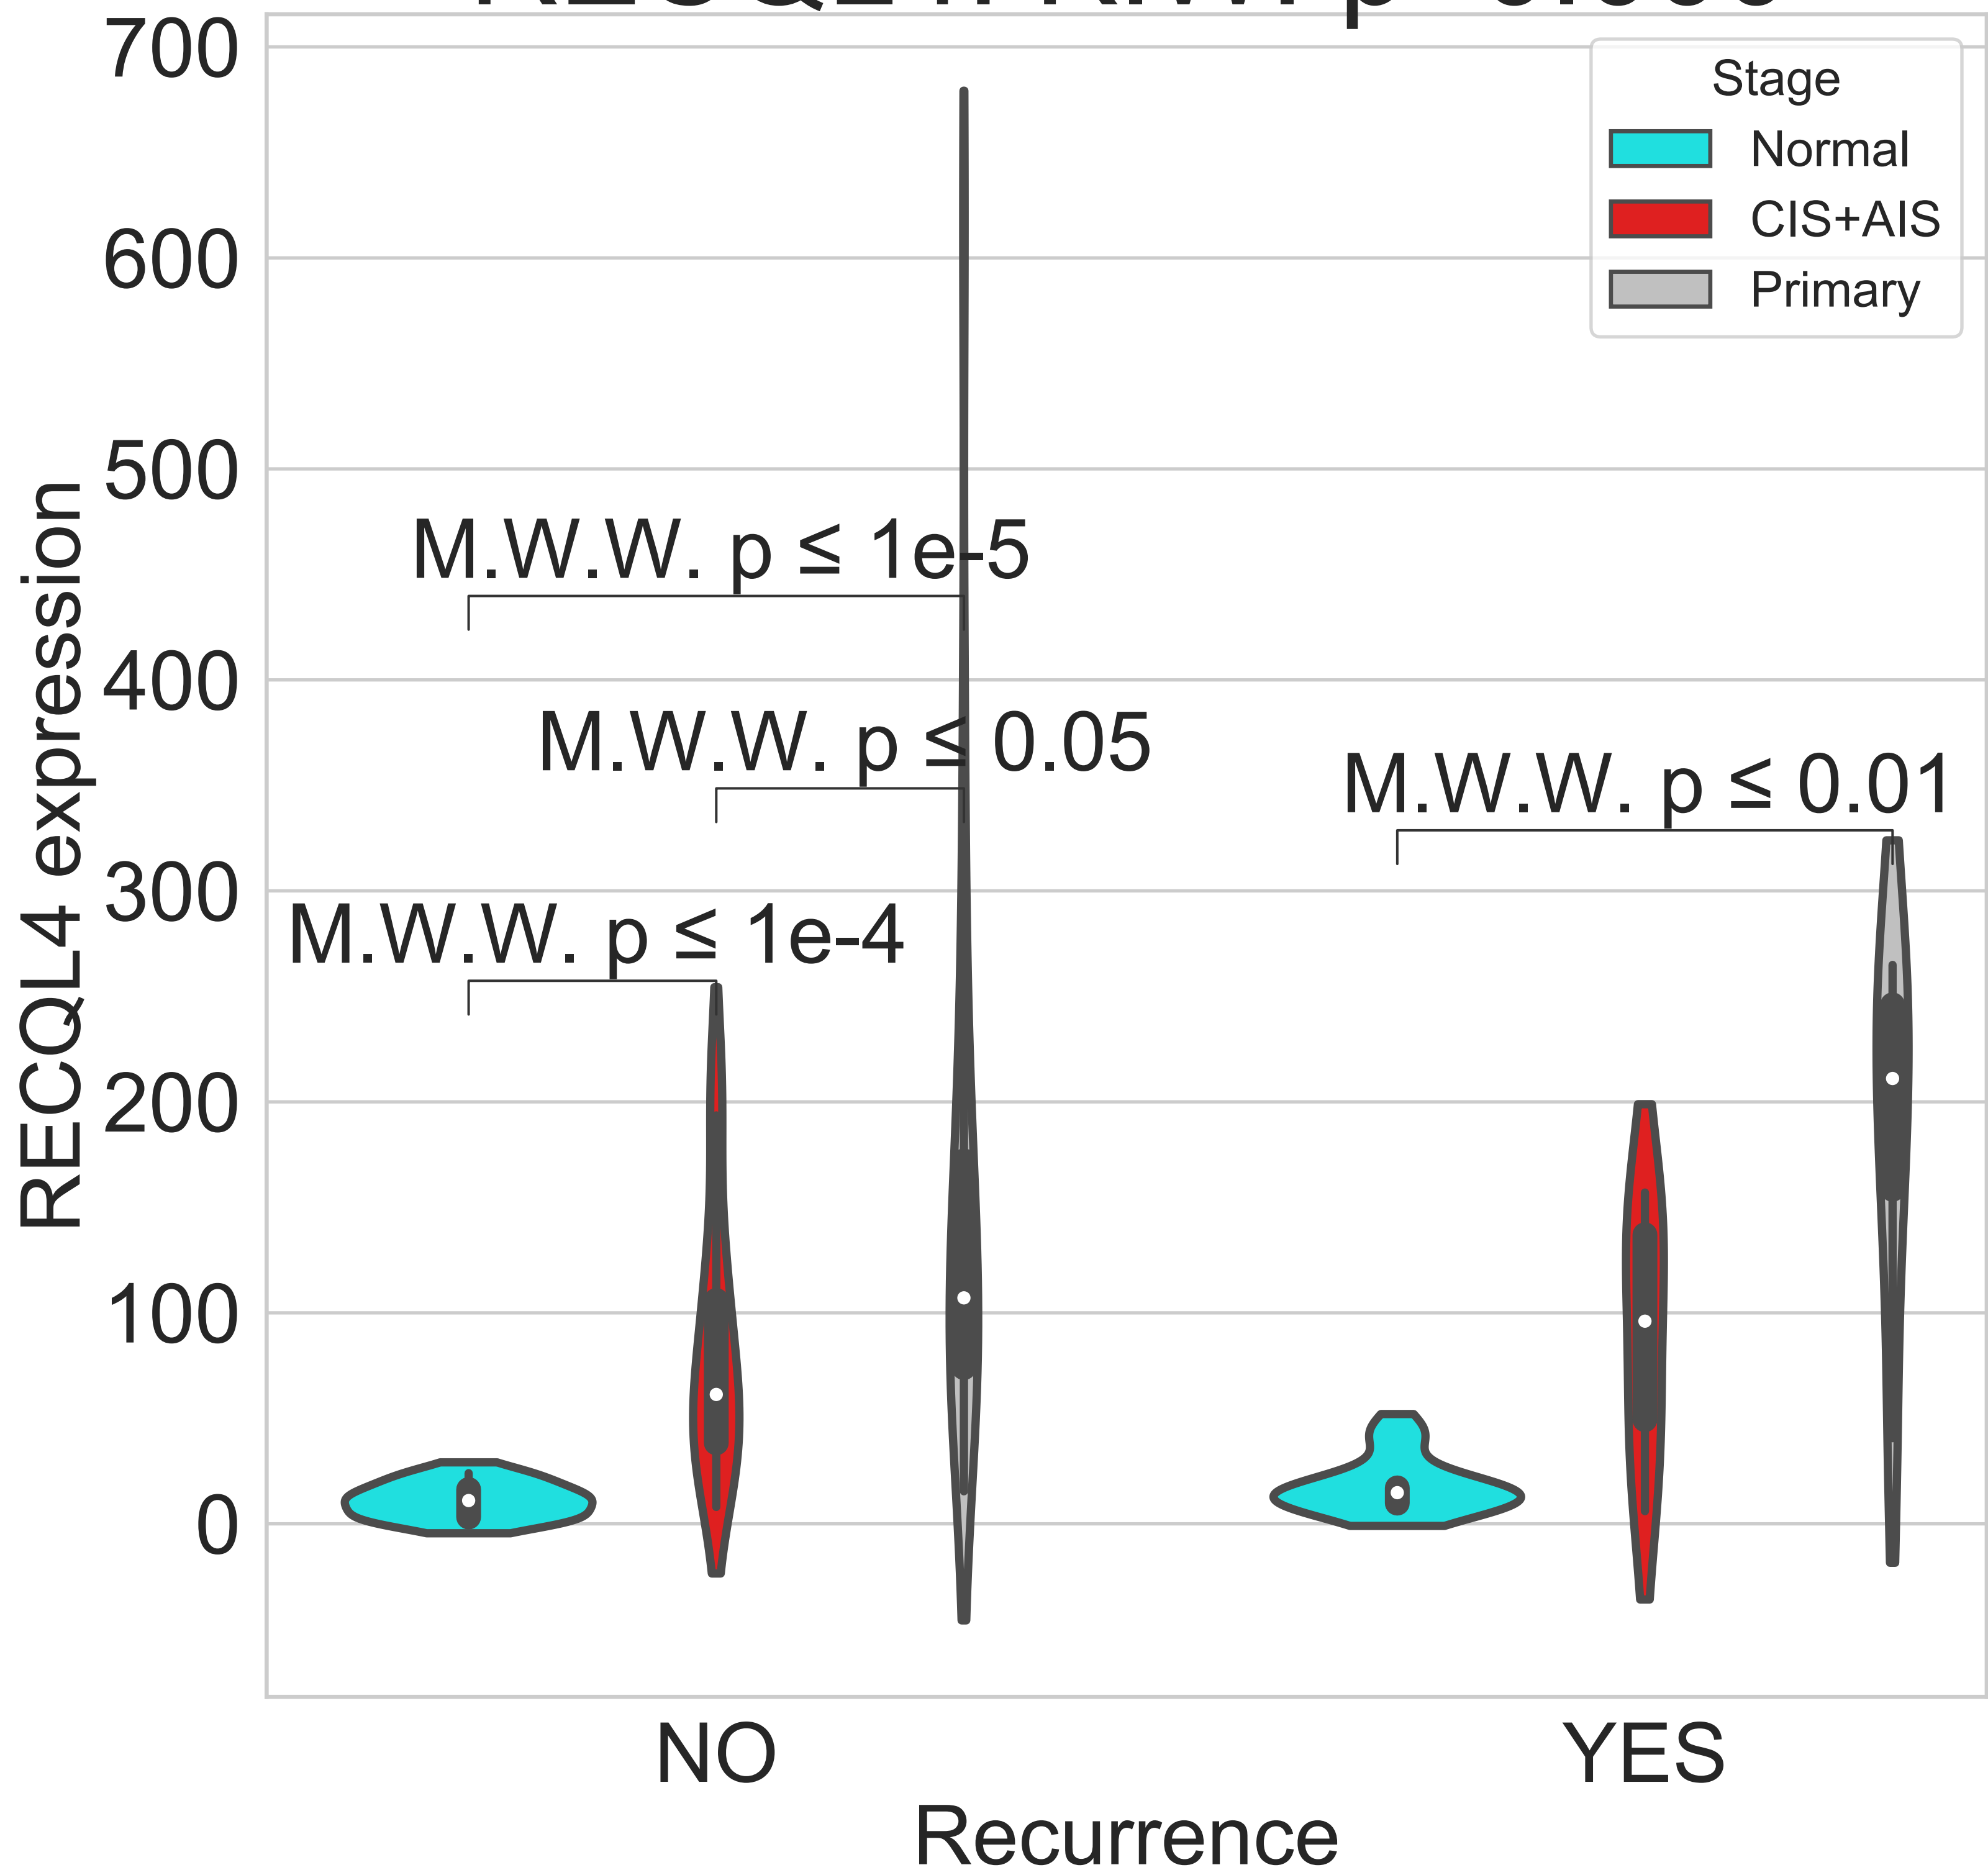 700
600
500
400
300
200
100
0
RECQL4 expression
Stage
Normal
CIS+AIS
Primary
M.W.W. p ≤ 1e-5
M.W.W. p ≤ 0.05
M.W.W. p ≤ 0.01
M.W.W. p ≤ 1e-4
NO
YES
Recurrence